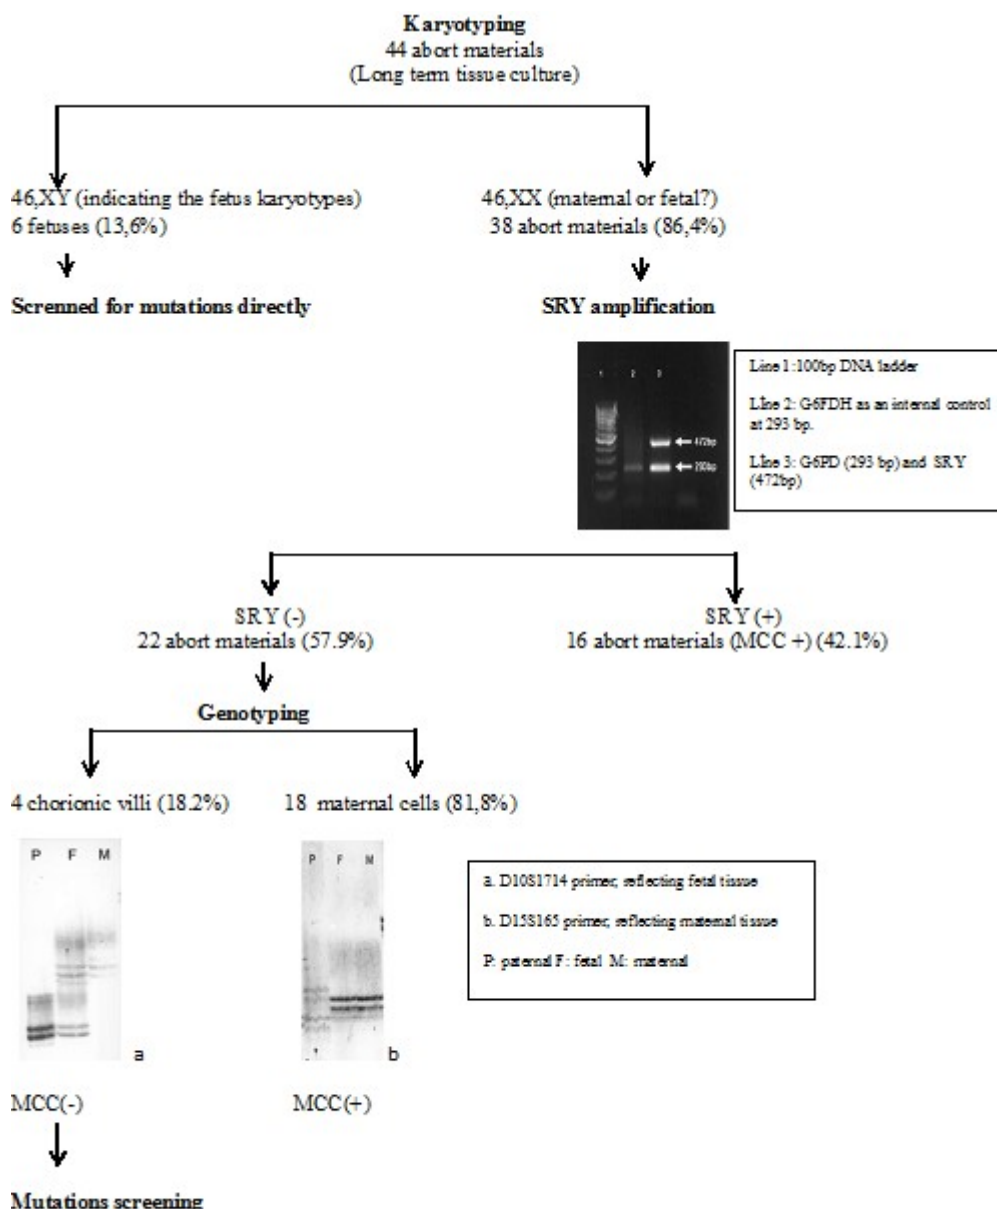 Karyotyping
44 abort materials
(Long term tissue culture)
46,XY (indicating the fetus karyotypes)
6 fetuses (13,6%)
46,XX (maternal or fetal?)
38 abort materials (86,4%)
Screnned for mutations directly
SRY amplification
1 2 3
472bp
293bp
Line 1 :100bp DNA ladder
Line 2: G6FDH as an internal control
at 293 bp.
Line 3: G6PD (293 bp) and SRY
(472bp)
SRY (-)
22 abort materials (57.9%)
SRY (+)
16 abort materials (MCC +) (42.1%)
Genotyping
4 chorionic villi (18.2%)
18 maternal cells (81,8%)
P F M
P F M
a. D10S1714 primer, reflecting fetal tissue
b. D15S165 primer, reflecting maternal tissue
P: paternal F: fetal M: maternal
a
b
MCC(-)
MCC(+)
Mutations screening